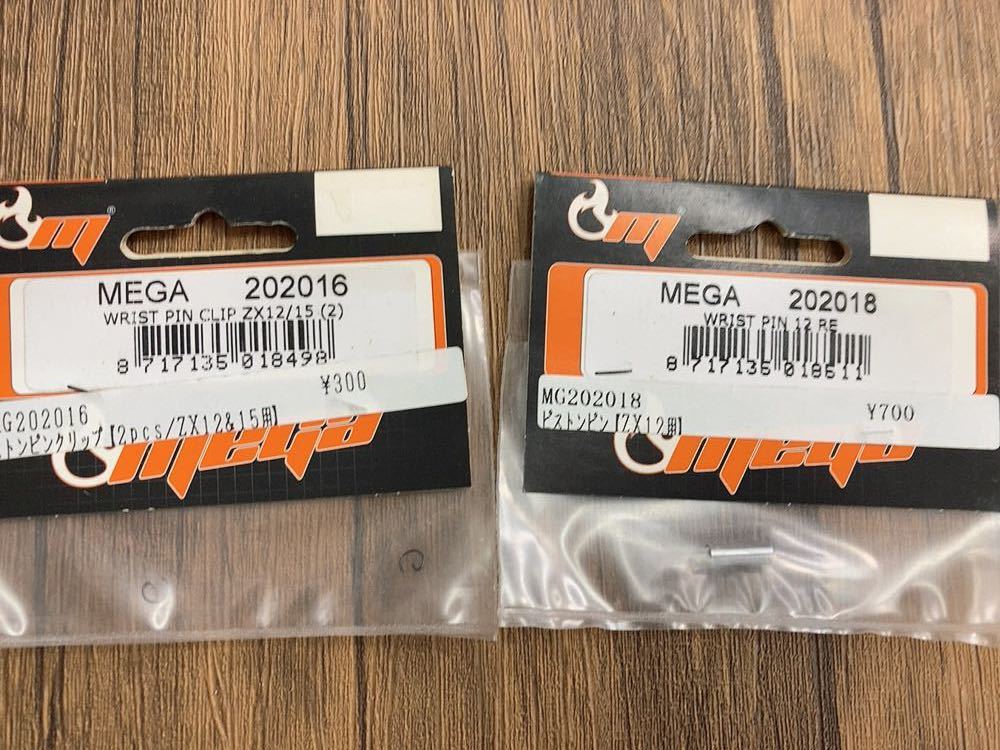 m®
MEGA 202016
WRIST PIN CLIP ZX12/15 (2)
8 717135 018498
¥300
G202016
トンピンクリップ【2pcs/ZX12&15用】
mega
m
MEGA 202018
WRIST PIN 12 RE
8 717135 018511
MG202018
¥700
ピストンピン【ZX12用】
mega